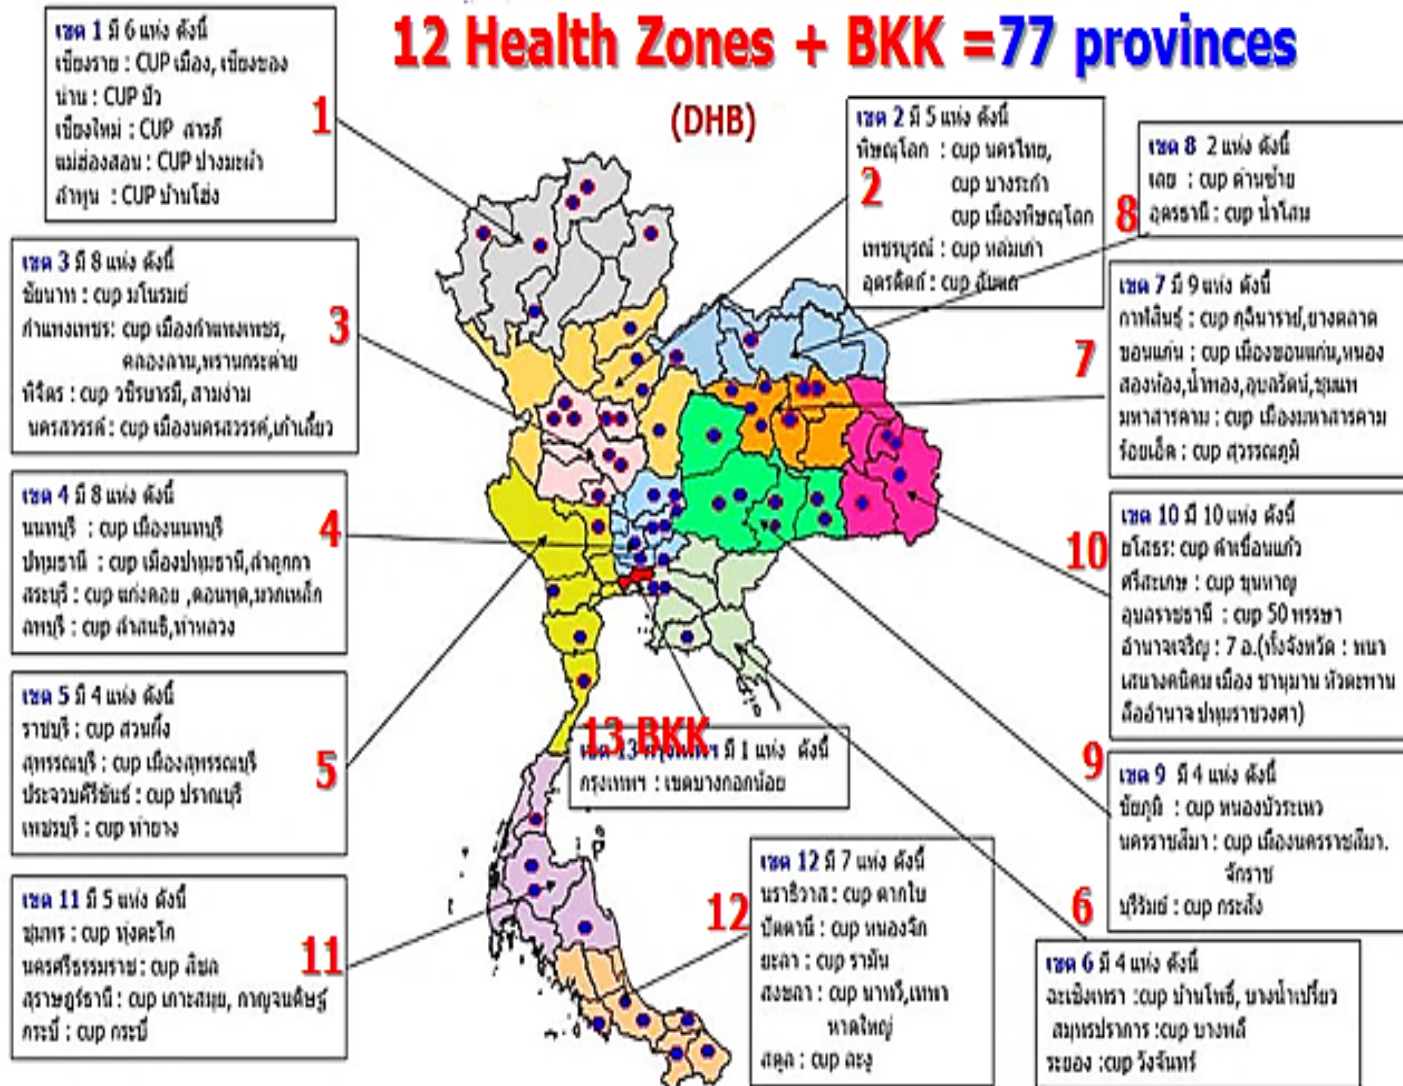 12 Health Zones + BKK =77 provinces
(DHB)
เขต 1 มี 6 แห่ง ดังนี้
เชียงราย : CUP เมือง, เชียงของ
น่าน : CUP ปัว
เชียงใหม่ : CUP สารภี
แม่ฮ่องสอน : CUP ปางมะผ้า
ลำพูน : CUP บ้านโฮ่ง
1
เขต 2 มี 5 แห่ง ดังนี้
พิษณุโลก : cup นครไทย,
cup บางระกำ
cup เมืองพิษณุโลก
เพชรบูรณ์ : cup หล่มเก่า
อุตรดิตถ์ : cup
2
เขต 8 2 แห่ง ดังนี้
เลย : cup ด่านซ้าย
อุดรธานี : cup น้ำโสม
8
เขต 3 มี 8 แห่ง ดังนี้
ชัยนาท : cup มโนรมย์
กำแพงเพชร: cup เมืองกำแพงเพชร,
คลองลาน,พรานกระต่าย
พิจิตร : cup วชิรบารมี, สามง่าม
นครสวรรค์ : cup เมืองนครสวรรค์,เก้าเลี้ยว
3
เขต 7 มี 9 แห่ง ดังนี้
กาฬสินธุ์ : cup กุฉินารายณ์,ยางตลาด
ขอนแก่น : cup เมืองขอนแก่น,หนอง
สองห้อง,น้ำพอง,อุบลรัตน์,ชุมแพ
มหาสารคาม : cup เมืองมหาสารคาม
ร้อยเอ็ด : cup สุวรรณภูมิ
7
เขต 4 มี 8 แห่ง ดังนี้
นนทบุรี : cup เมืองนนทบุรี
ปทุมธานี : cup เมืองปทุมธานี,ลำลูกกา
สระบุรี : cup แก่งคอย ,ดอนพุด,มวกเหล็ก
ลพบุรี : cup ลำสนธิ,ท่าหลวง
4
เขต 10 มี 10 แห่ง ดังนี้
ยโสธร: cup คำเขื่อนแก้ว
ศรีสะเกษ : cup ขุนหาญ
อุบลราชธานี : cup 50 พรรษา
อำนาจเจริญ : 7 อ.(ทั้งจังหวัด : พนา
เสนางคนิคม เมือง ชานุมาน หัวตะพาน
ลืออำนาจ ปทุมราชวงศา)
10
เขต 5 มี 4 แห่ง ดังนี้
ราชบุรี : cup สวนผึ้ง
สุพรรณบุรี : cup เมืองสุพรรณบุรี
ประจวบคีรีขันธ์ : cup ปราณบุรี
เพชรบุรี : cup ท่ายาง
5
13 BKK
เขต 13 กรุงเทพฯ มี 1 แห่ง ดังนี้
กรุงเทพฯ : เขตบางกอกน้อย
เขต 9 มี 4 แห่ง ดังนี้
ชัยภูมิ : cup หนองบัวระเหว
นครราชสีมา : cup เมืองนครราชสีมา.
จักราช
บุรีรัมย์ : cup กระสัง
9
เขต 11 มี 5 แห่ง ดังนี้
ชุมพร : cup ทุ่งตะโก
นครศรีธรรมราช : cup สิชล
สุราษฎร์ธานี : cup เกาะสมุย, กาญจนดิษฐ์
กระบี่ : cup กระบี่
11
เขต 12 มี 7 แห่ง ดังนี้
นราธิวาส : cup ตากใบ
ปัตตานี : cup หนองจิก
ยะลา : cup รามัน
สงขลา : cup นาทวี,เทพา
หาดใหญ่
สตูล : cup ละงู
12
เขต 6 มี 4 แห่ง ดังนี้
ฉะเชิงเทรา :cup บ้านโพธิ์, บางน้ำเปรี้ยว
สมุทรปราการ :cup บางพลี
ระยอง :cup วังจันทร์
6